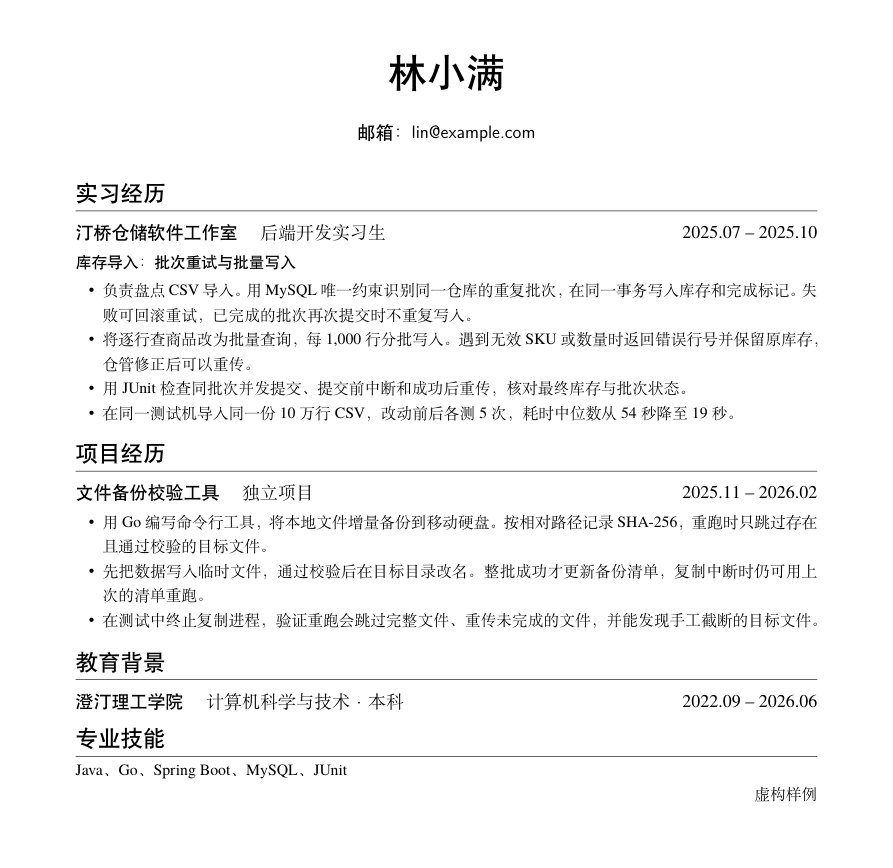 林小满
邮箱：lin@example.com
实习经历
汀桥仓储软件工作室 后端开发实习生 2025.07 – 2025.10
库存导入：批次重试与批量写入
• 负责盘点 CSV 导入。用 MySQL 唯一约束识别同一仓库的重复批次，在同一事务写入库存和完成标记。失
败可回滚重试，已完成的批次再次提交时不重复写入。
• 将逐行查商品改为批量查询，每 1,000 行分批写入。遇到无效 SKU 或数量时返回错误行号并保留原库存，
仓管修正后可以重传。
• 用 JUnit 检查同批次并发提交、提交前中断和成功后重传，核对最终库存与批次状态。
• 在同一测试机导入同一份 10 万行 CSV，改动前后各测 5 次，耗时中位数从 54 秒降至 19 秒。
项目经历
文件备份校验工具 独立项目 2025.11 – 2026.02
• 用 Go 编写命令行工具，将本地文件增量备份到移动硬盘。按相对路径记录 SHA-256，重跑时只跳过存在
且通过校验的目标文件。
• 先把数据写入临时文件，通过校验后在目标目录改名。整批成功才更新备份清单，复制中断时仍可用上
次的清单重跑。
• 在测试中终止复制进程，验证重跑会跳过完整文件、重传未完成的文件，并能发现手工截断的目标文件。
教育背景
澄汀理工学院 计算机科学与技术 · 本科 2022.09 – 2026.06
专业技能
Java、Go、Spring Boot、MySQL、JUnit
虚构样例